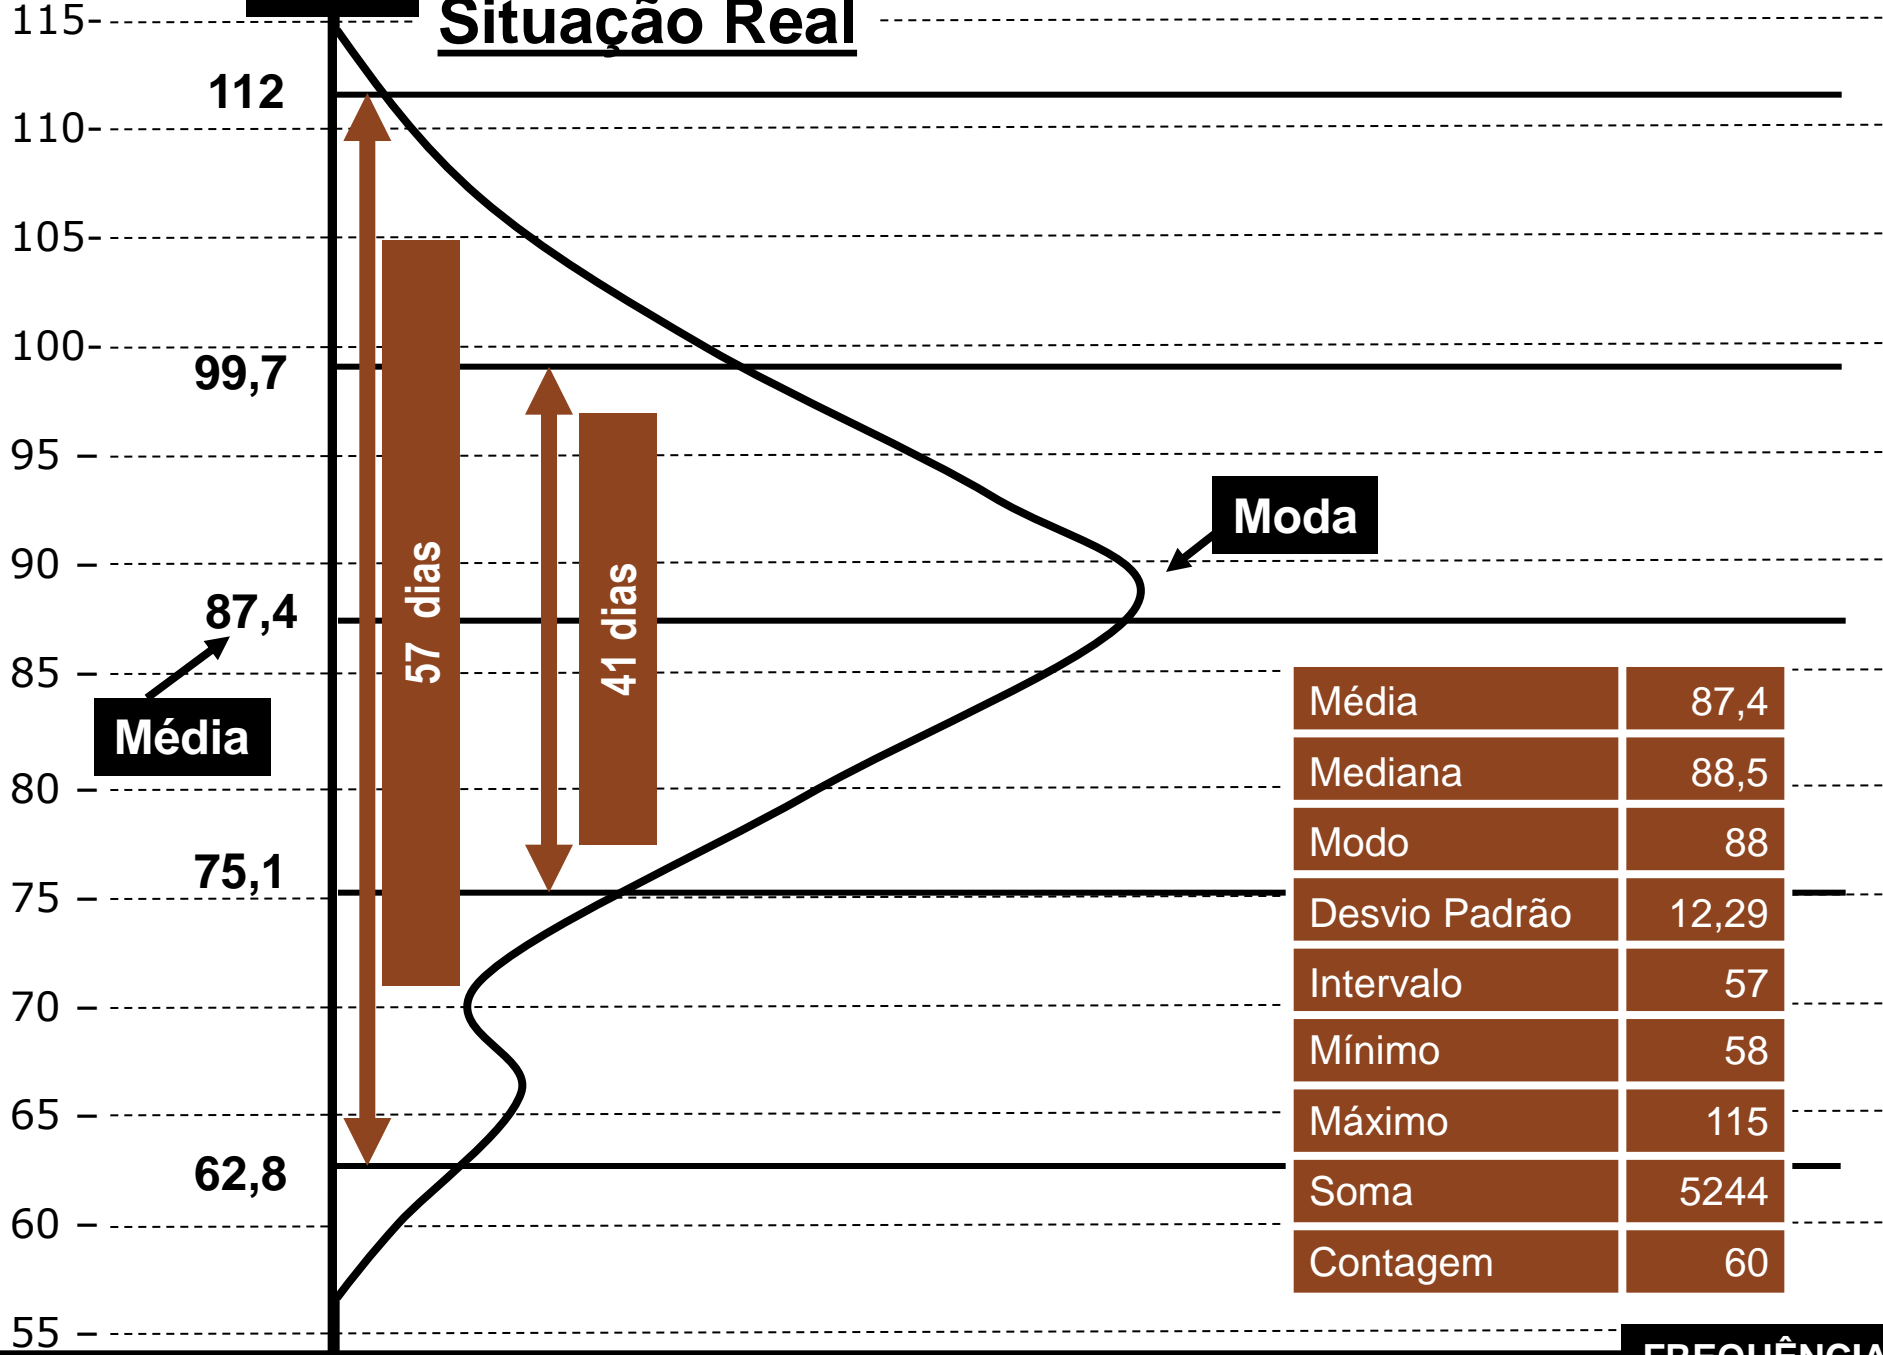 Situação Real
115-
112
110-
105-
100-
99,7
95 –
90 –
87,4
85 –
80 –
75,1
75 –
70 –
65 –
62,8
60 –
55 –
Média
Moda
57 dias
41 dias
Média 87,4
Mediana 88,5
Modo 88
Desvio Padrão 12,29
Intervalo 57
Mínimo 58
Máximo 115
Soma 5244
Contagem 60
FREQUÊNCIA